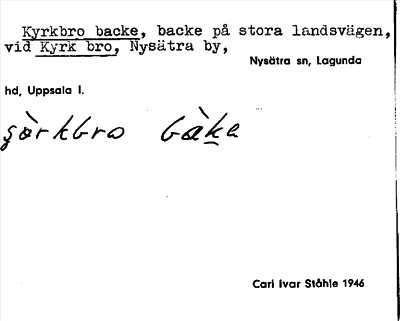 Kyrkbro backe, backe på stora landsvägen,
vid Kyrk bro, Nysätra by,
Nysätra sn, Lagunda
hd, Uppsala l.
Carl Ivar Ståhle 1946